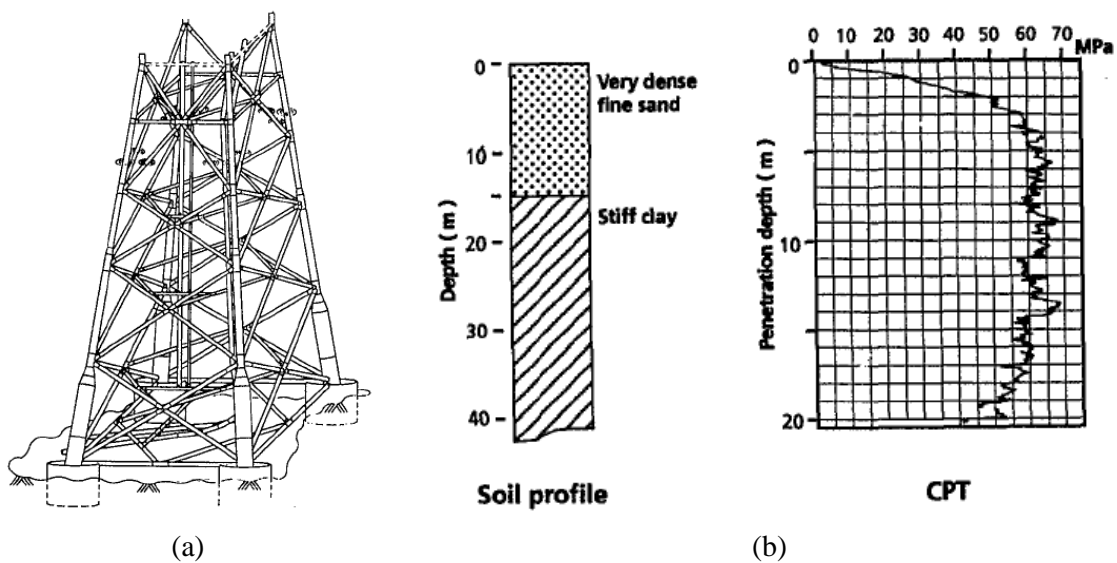 0
10
20
30
40
Depth ( m )
Very dense
fine sand
Stiff clay
Soil profile
0 10 20 30 40 50 60 70 MPa
0
10
20
Penetration depth ( m )
CPT
(a)
(b)